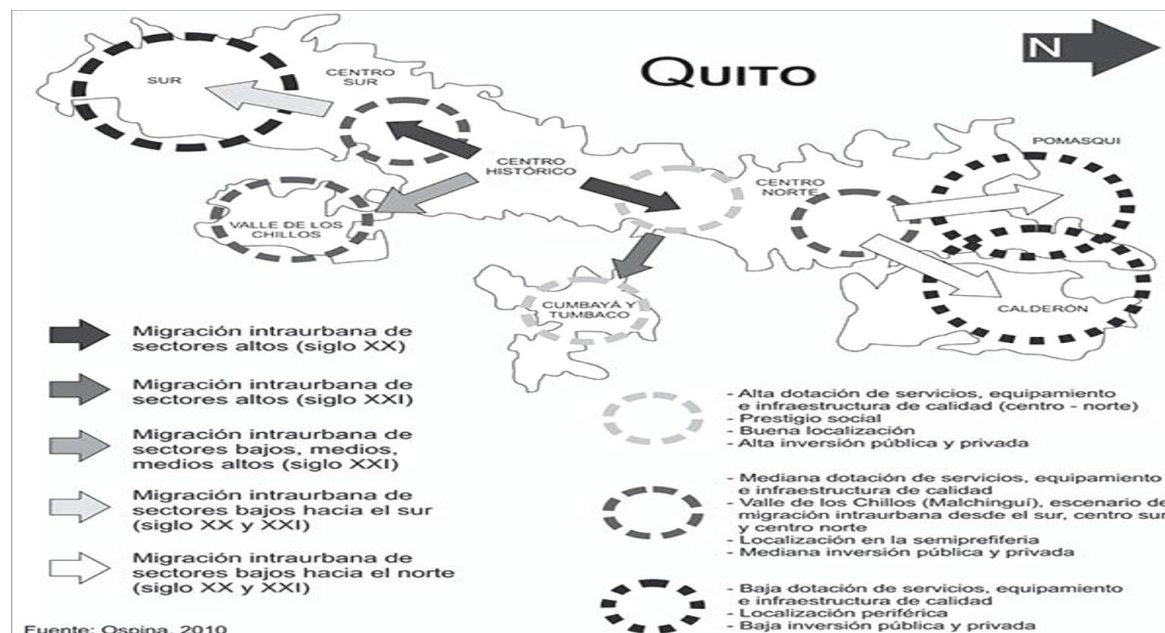 QUITO
N
SUR
CENTRO
SUR
CENTRO
HISTÓRICO
VALLE DE LOS
CHILLOS
CUMBAYÁ Y
TUMBACO
CENTRO
NORTE
POMASQUI
CALDERÓN
Migración intraurbana de
sectores altos (siglo XX)
Migración intraurbana de
sectores altos (siglo XXI)
Migración intraurbana de
sectores bajos, medios,
medios altos (siglo XXI)
Migración intraurbana de
sectores bajos hacia el sur
(siglo XX y XXI)
Migración intraurbana de
sectores bajos hacia el norte
(siglo XX y XXI)
- Alta dotación de servicios, equipamiento
e infraestructura de calidad (centro - norte)
- Prestigio social
- Buena localización
- Alta inversión pública y privada
- Mediana dotación de servicios, equipamiento
e infraestructura de calidad
- Valle de los Chillos (Malchinguí), escenario de
migración intraurbana desde el sur, centro sur
y centro norte
- Localización en la semiprefiferia
- Mediana inversión pública y privada
- Baja dotación de servicios, equipamiento
e infraestructura de calidad
- Localización periférica
- Baja inversión pública y privada
Fuente: Ospina, 2010